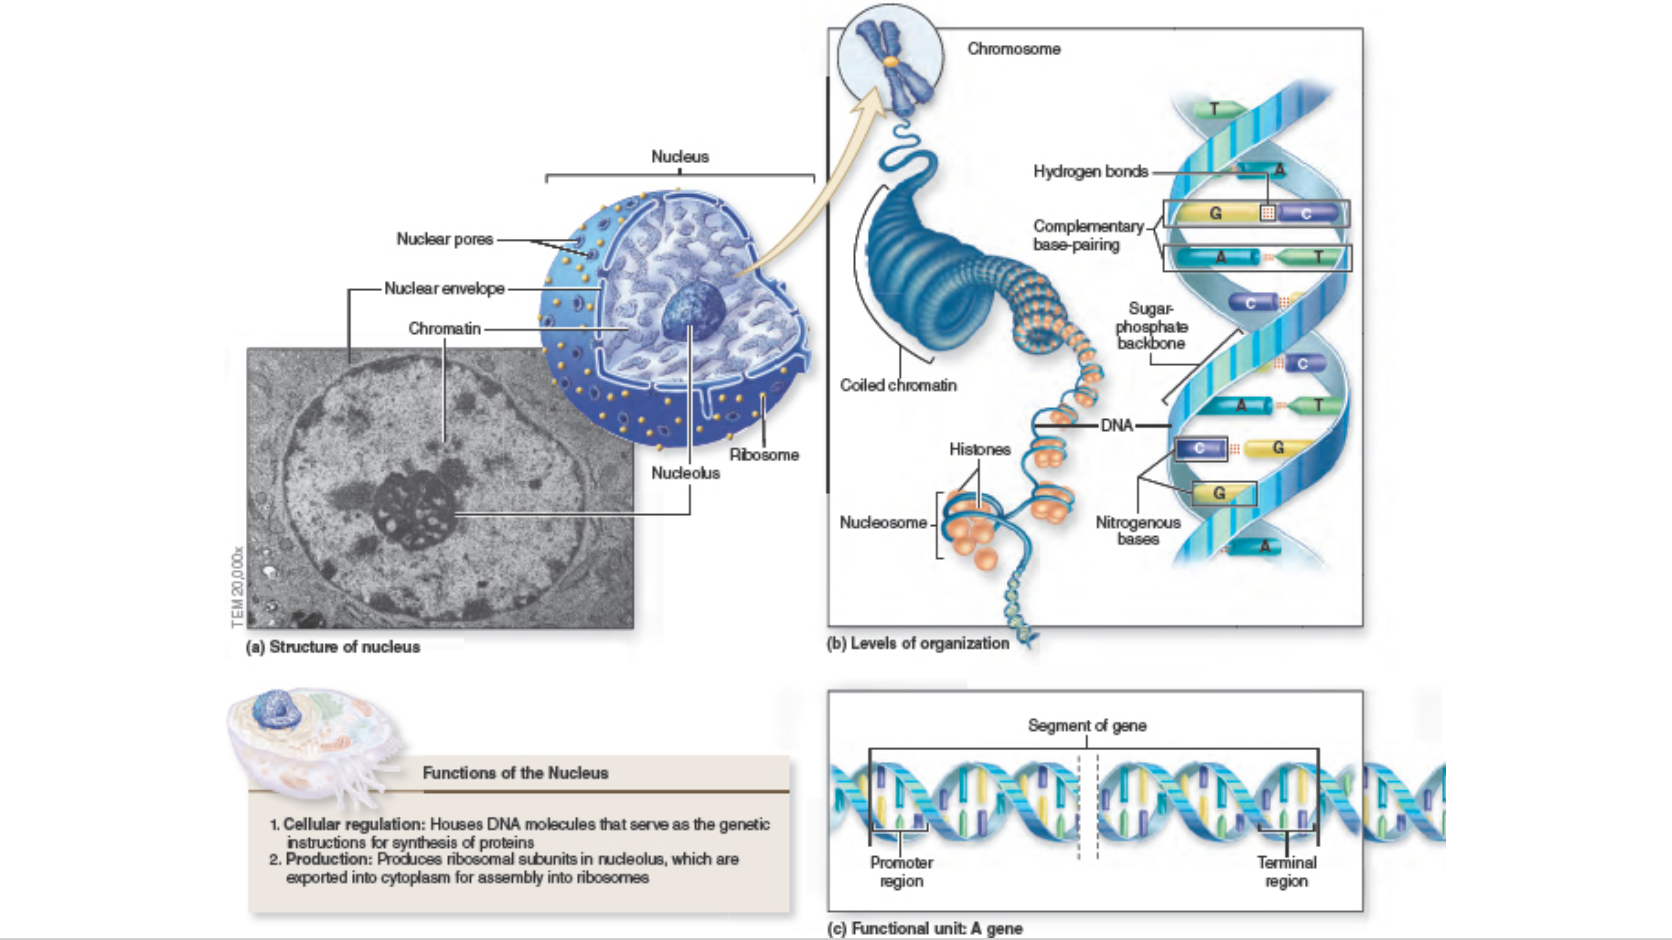 Nucleus
Nuclear pores
Nuclear envelope
Chromatin
Ribosome
Nucleolus
TEM 20,000x
(a) Structure of nucleus
Chromosome
Hydrogen bonds
Complementary
base-pairing
Sugar-
phosphate
backbone
Coiled chromatin
DNA
Histones
Nucleosome
Nitrogenous
bases
T
A
G C
A T
C
C
A T
C G
G
A
(b) Levels of organization
Functions of the Nucleus
1. Cellular regulation: Houses DNA molecules that serve as the genetic
instructions for synthesis of proteins
2. Production: Produces ribosomal subunits in nucleolus, which are
exported into cytoplasm for assembly into ribosomes
Segment of gene
Promoter
region
Terminal
region
(c) Functional unit: A gene